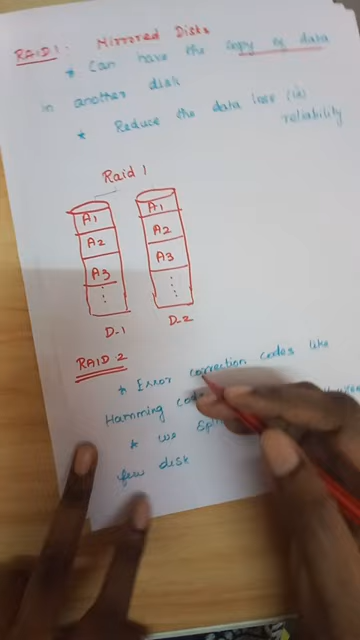 RAID 1: Mirrored Disks
* Can have the copy of data
in another disk
* Reduce the data loss (ie)
reliability
Raid 1
A1 A1
A2 A2
A3 A3
D-1 D-2
RAID 2
* Error correction codes like
Hamming
* we
few disk